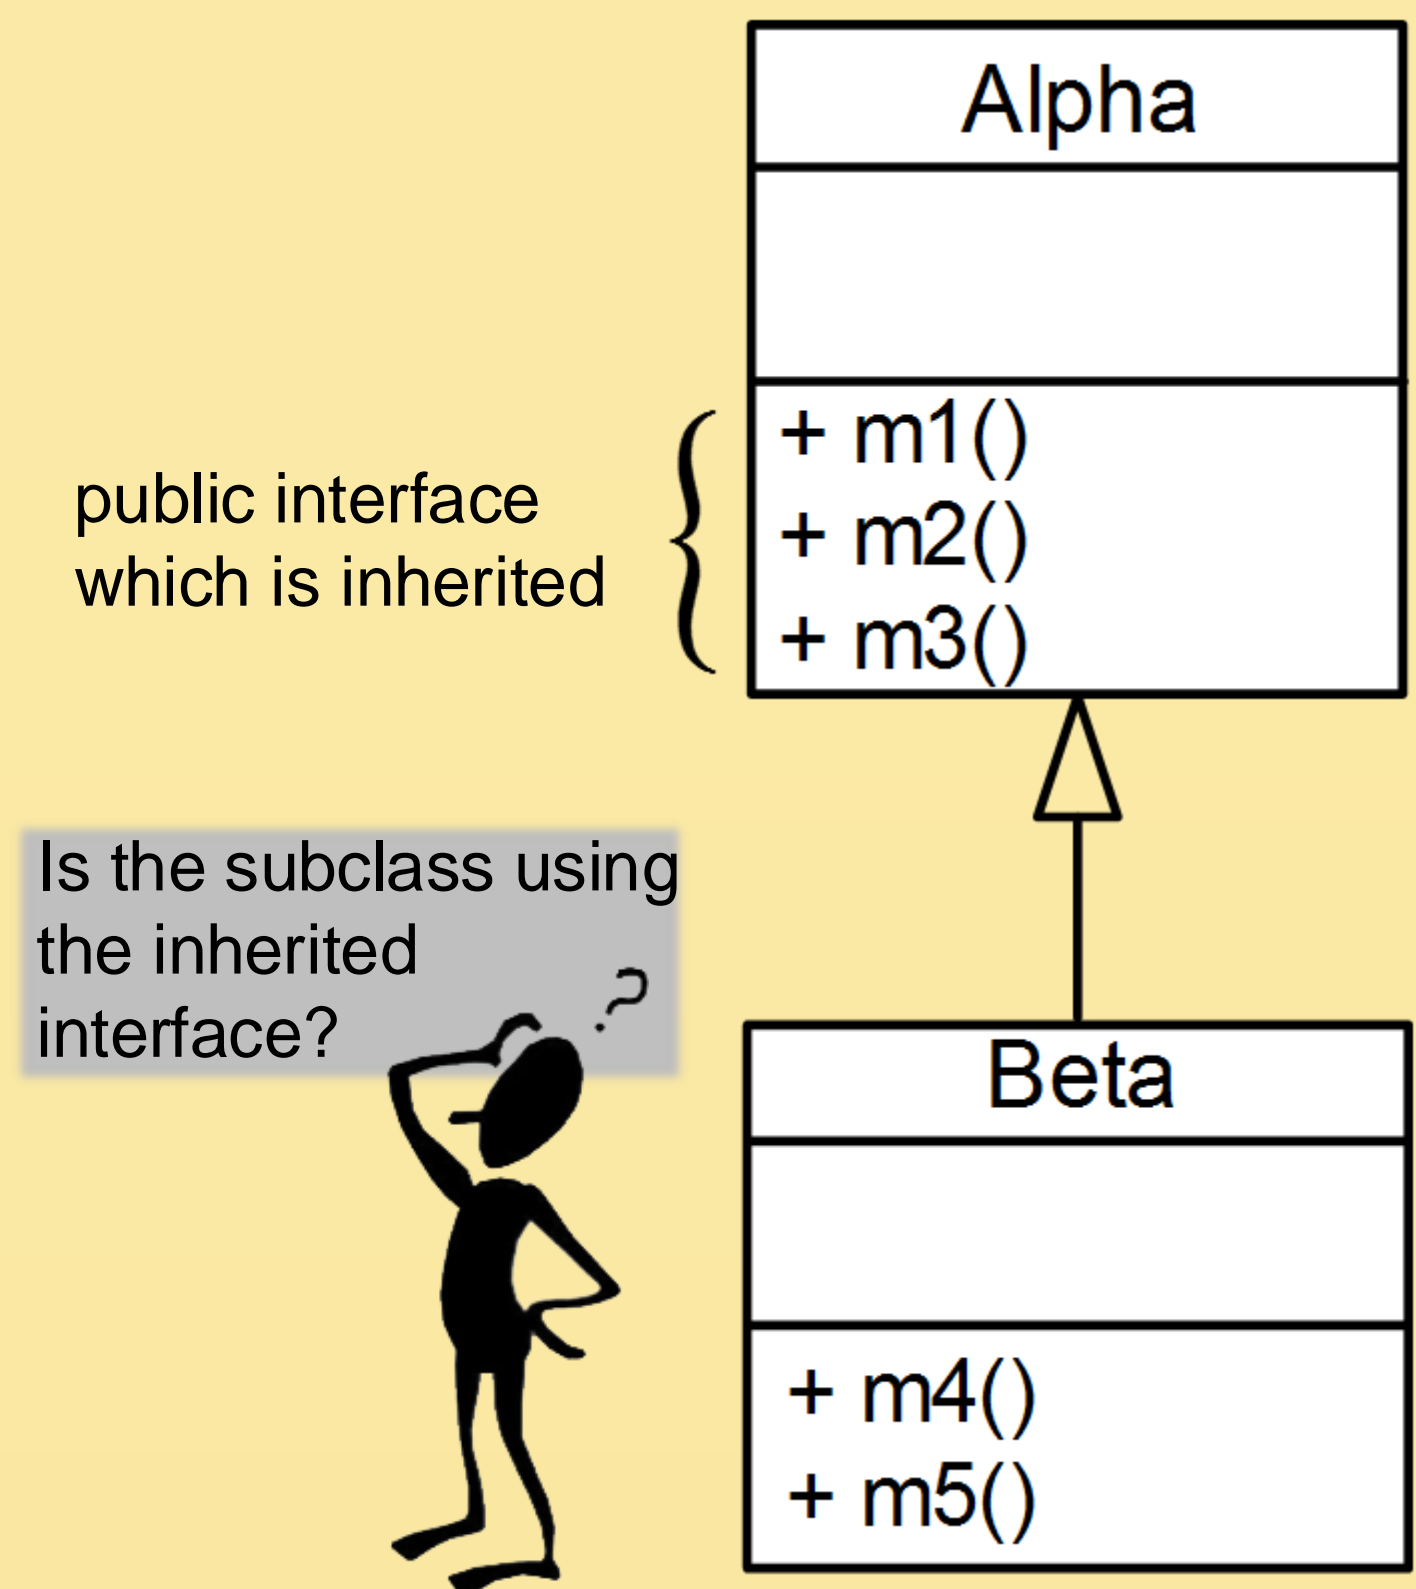 Alpha
+ m1()
+ m2()
+ m3()
public interface
which is inherited
Is the subclass using
the inherited
interface?
?
Beta
+ m4()
+ m5()